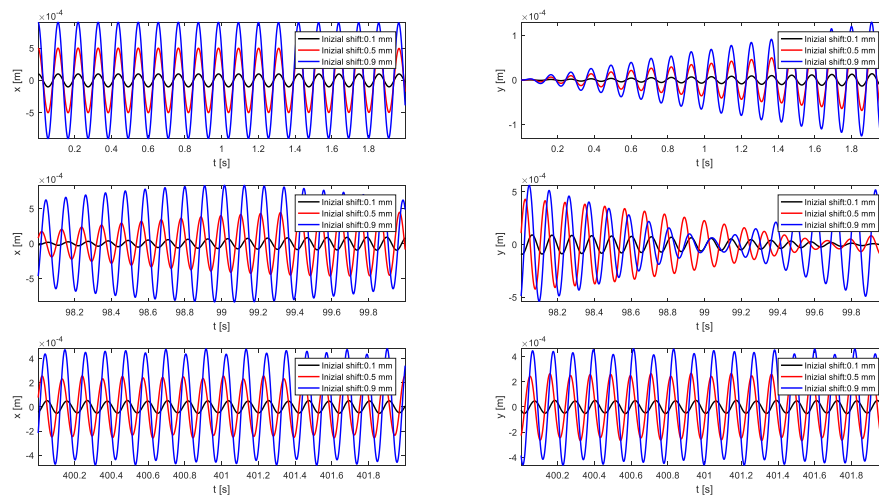 ×10-4
x [m]
5
0
-5
Inizial shift:0.1 mm
Inizial shift:0.5 mm
Inizial shift:0.9 mm
0.2 0.4 0.6 0.8 1 1.2 1.4 1.6 1.8
t [s]
×10-4
y [m]
1
0
-1
Inizial shift:0.1 mm
Inizial shift:0.5 mm
Inizial shift:0.9 mm
0.2 0.4 0.6 0.8 1 1.2 1.4 1.6 1.8
t [s]
×10-4
x [m]
5
0
-5
Inizial shift:0.1 mm
Inizial shift:0.5 mm
Inizial shift:0.9 mm
98.2 98.4 98.6 98.8 99 99.2 99.4 99.6 99.8
t [s]
×10-4
y [m]
5
0
-5
Inizial shift:0.1 mm
Inizial shift:0.5 mm
Inizial shift:0.9 mm
98.2 98.4 98.6 98.8 99 99.2 99.4 99.6 99.8
t [s]
×10-4
x [m]
4
2
0
-2
-4
Inizial shift:0.1 mm
Inizial shift:0.5 mm
Inizial shift:0.9 mm
400.2 400.4 400.6 400.8 401 401.2 401.4 401.6 401.8
t [s]
×10-4
y [m]
4
2
0
-2
-4
Inizial shift:0.1 mm
Inizial shift:0.5 mm
Inizial shift:0.9 mm
400.2 400.4 400.6 400.8 401 401.2 401.4 401.6 401.8
t [s]